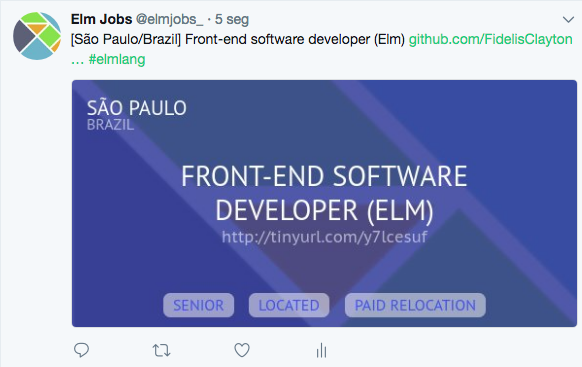 Elm Jobs @elmjobs_ · 5 seg
[São Paulo/Brazil] Front-end software developer (Elm) github.com/FidelisClayton
… #elmlang
SÃO PAULO
BRAZIL
FRONT-END SOFTWARE
DEVELOPER (ELM)
http://tinyurl.com/y7lcesuf
SENIOR LOCATED PAID RELOCATION